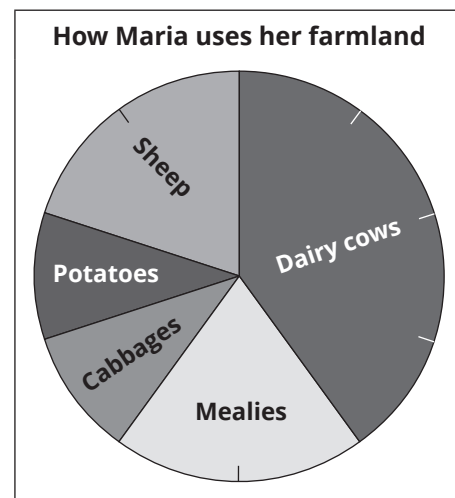 How Maria uses her farmland
Sheep
Dairy cows
Potatoes
Cabbages
Mealies